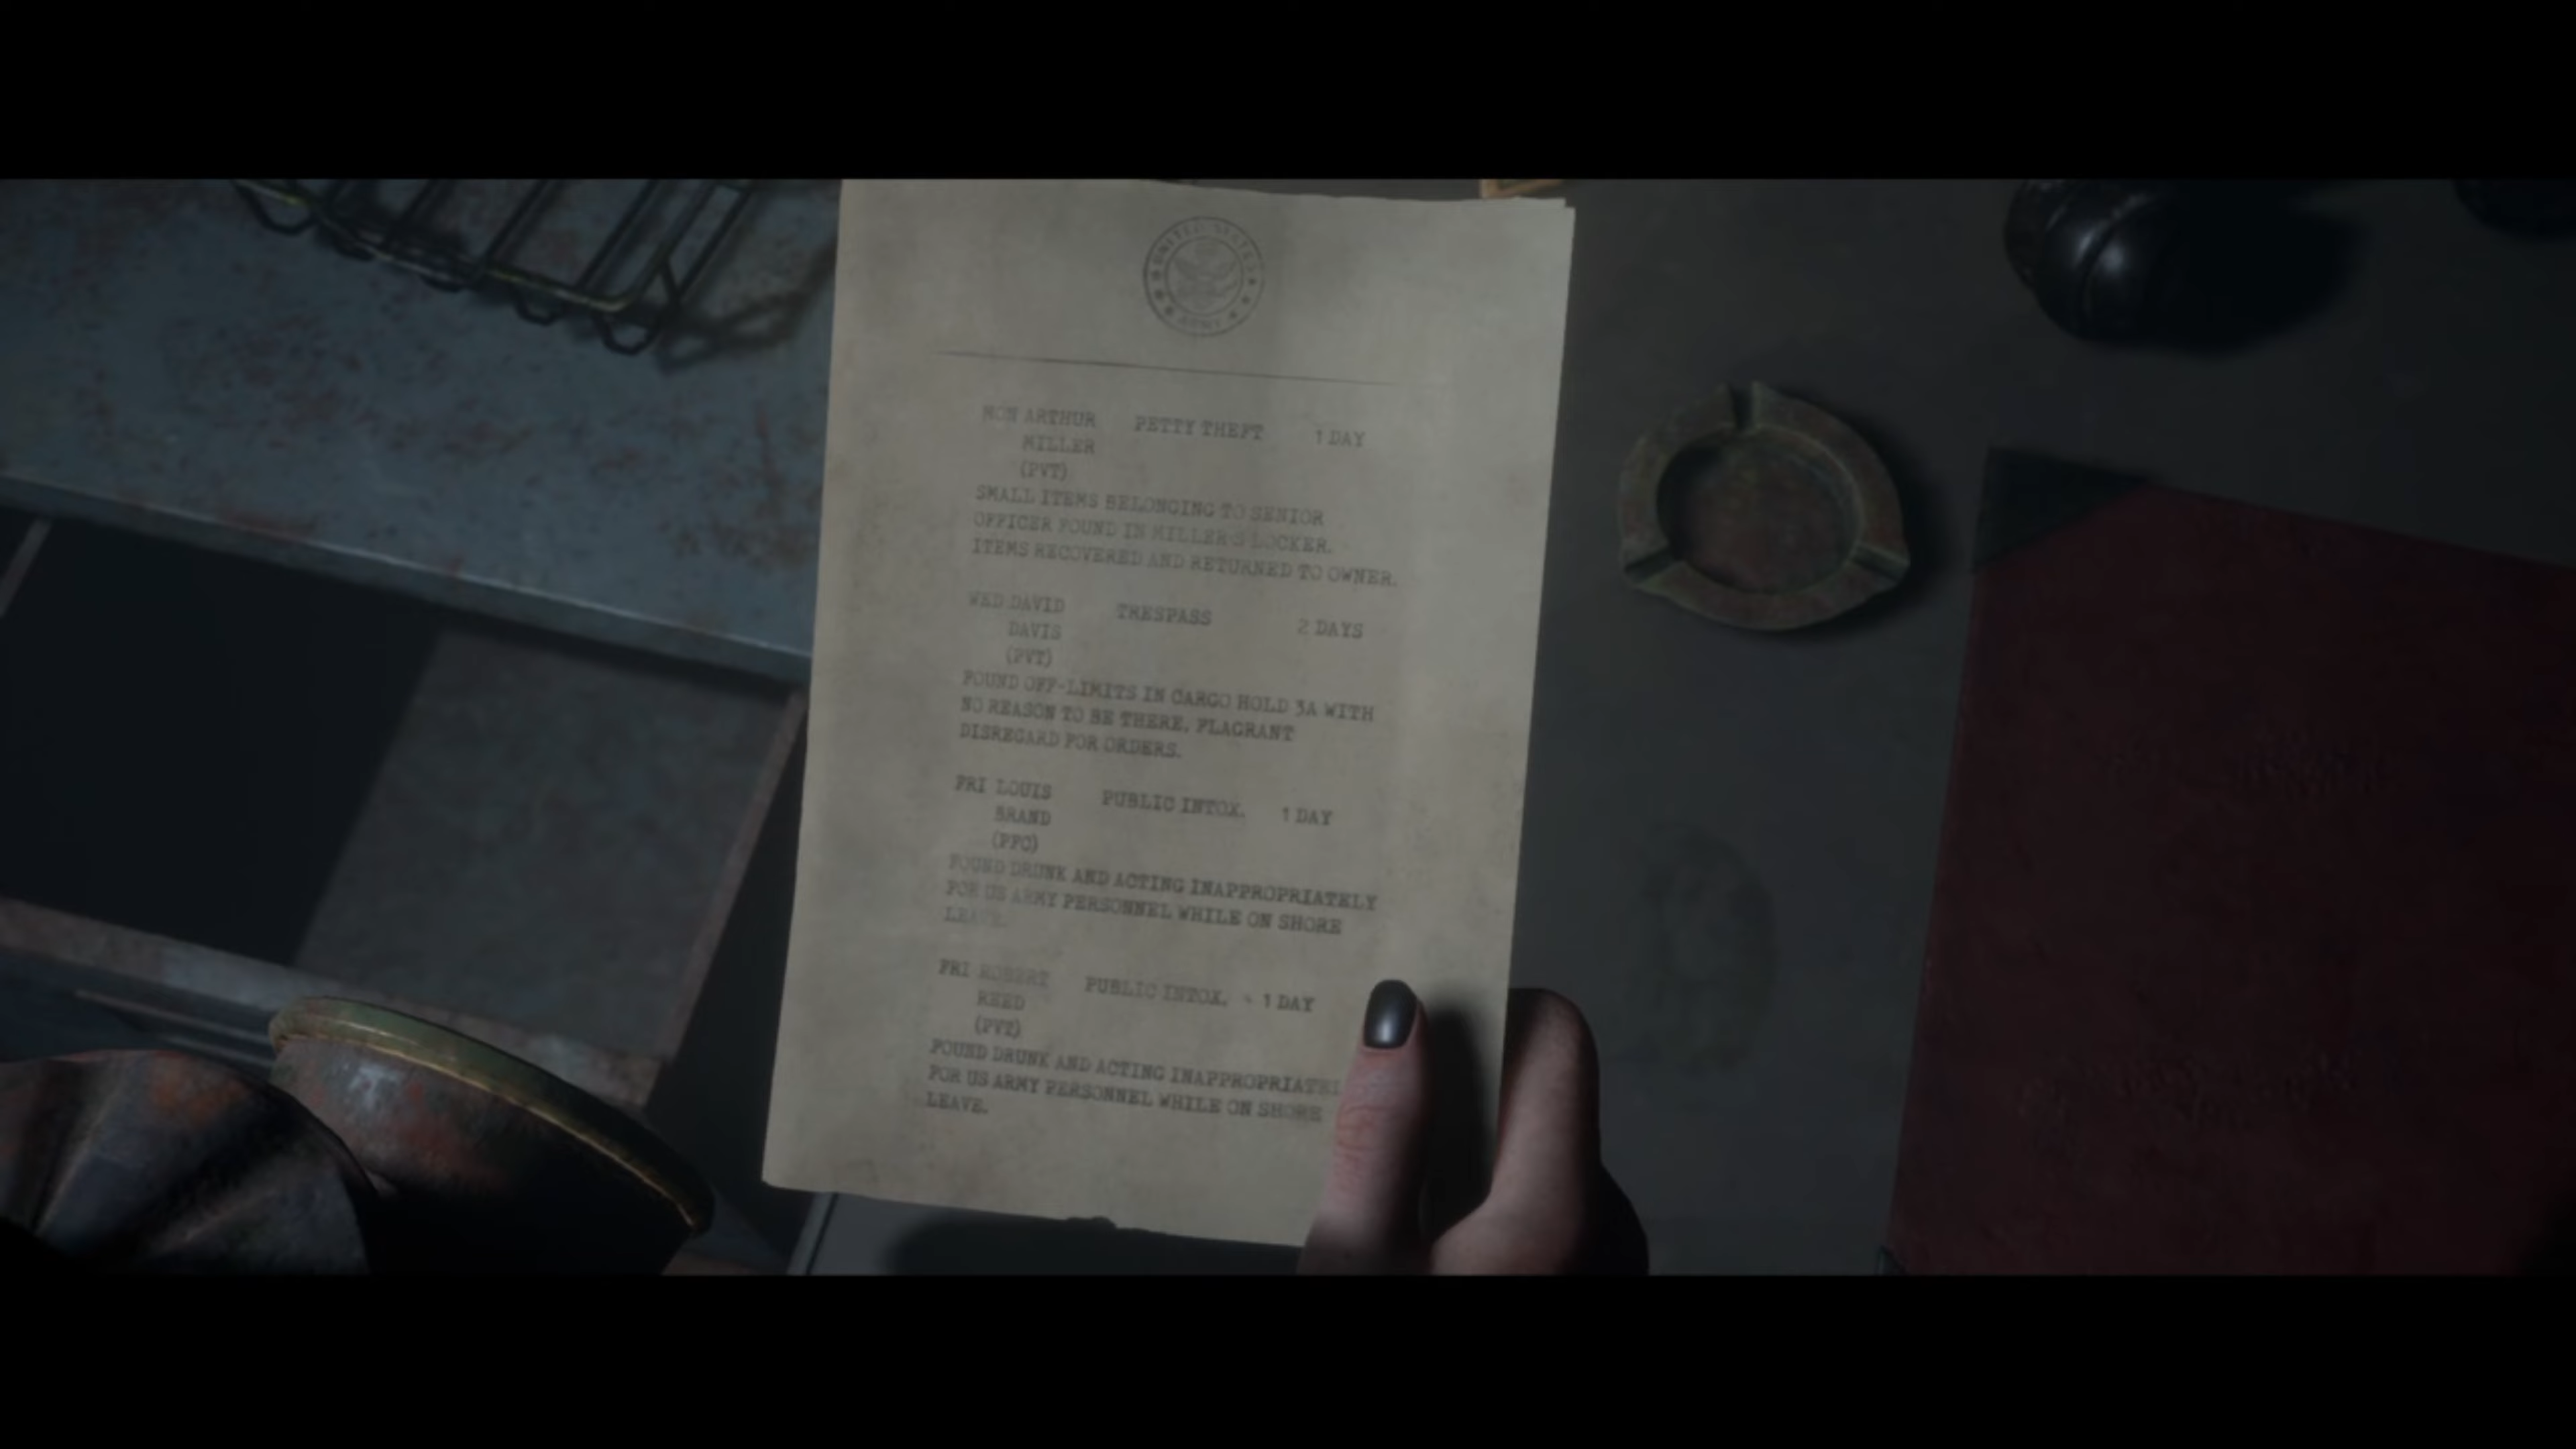 UNITED STATES
ARMY
MON ARTHUR PETTY THEFT 1 DAY
MILLER
(PVT)
SMALL ITEMS BELONGING TO SENIOR
OFFICER FOUND IN MILLER'S LOCKER.
ITEMS RECOVERED AND RETURNED TO OWNER.
WED DAVID TRESPASS 2 DAYS
DAVIS
(PVT)
FOUND OFF-LIMITS IN CARGO HOLD 3A WITH
NO REASON TO BE THERE, FLAGRANT
DISREGARD FOR ORDERS.
FRI LOUIS PUBLIC INTOX. 1 DAY
BRAND
(PFC)
FOUND DRUNK AND ACTING INAPPROPRIATELY
FOR US ARMY PERSONNEL WHILE ON SHORE
LEAVE.
FRI ROBERT PUBLIC INTOX. 1 DAY
REED
(PVT)
FOUND DRUNK AND ACTING INAPPROPRIATEL
FOR US ARMY PERSONNEL WHILE ON SHORE
LEAVE.